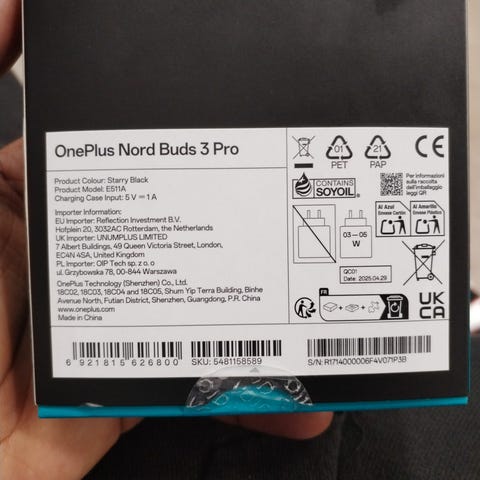 OnePlus Nord Buds 3 Pro
Product Colour: Starry Black
Product Model: E511A
Charging Case Input: 5 V⎓1 A
Importer Information:
EU Importer: Reflection Investment B.V.
Hofplein 20, 3032AC Rotterdam, the Netherlands
UK Importer: UNUMPLUS LIMITED
7 Albert Buildings, 49 Queen Victoria Street, London,
EC4N 4SA, United Kingdom
PL Importer: OIP Tech sp. z o. o
ul. Grzybowska 78, 00-844 Warszawa
OnePlus Technology (Shenzhen) Co., Ltd.
18C02, 18C03, 18C04 and 18C05, Shum Yip Terra Building, Binhe
Avenue North, Futian District, Shenzhen, Guangdong, P.R. China
www.oneplus.com
Made in China
01
PET
21
PAP
CE
CONTAINS
SOYOIL
Per informazioni
sulla raccolta
dell'imballaggio
leggi QR
Al Azul
Envase Cartón
Al Amarillo
Envase Plástico
03—05
W
QC01
Date: 2025.04.29
FR
UK
CA
6 921815 626800
SKU: 5481158589
S/N: R1714000006F4V071P3B